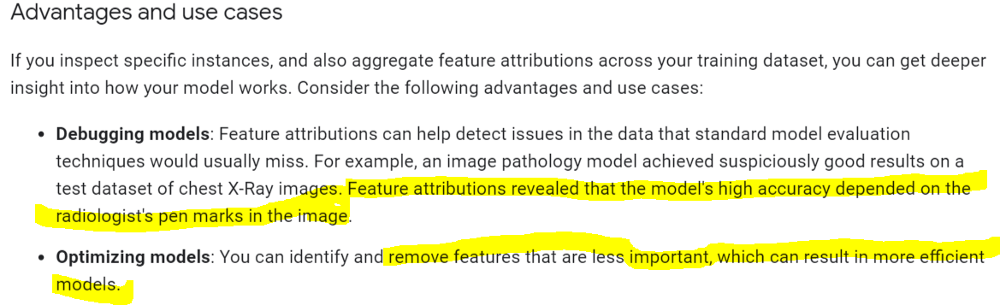 Advantages and use cases
If you inspect specific instances, and also aggregate feature attributions across your training dataset, you can get deeper
insight into how your model works. Consider the following advantages and use cases:
• Debugging models: Feature attributions can help detect issues in the data that standard model evaluation
techniques would usually miss. For example, an image pathology model achieved suspiciously good results on a
test dataset of chest X-Ray images. Feature attributions revealed that the model's high accuracy depended on the
radiologist's pen marks in the image.
• Optimizing models: You can identify and remove features that are less important, which can result in more efficient
models.